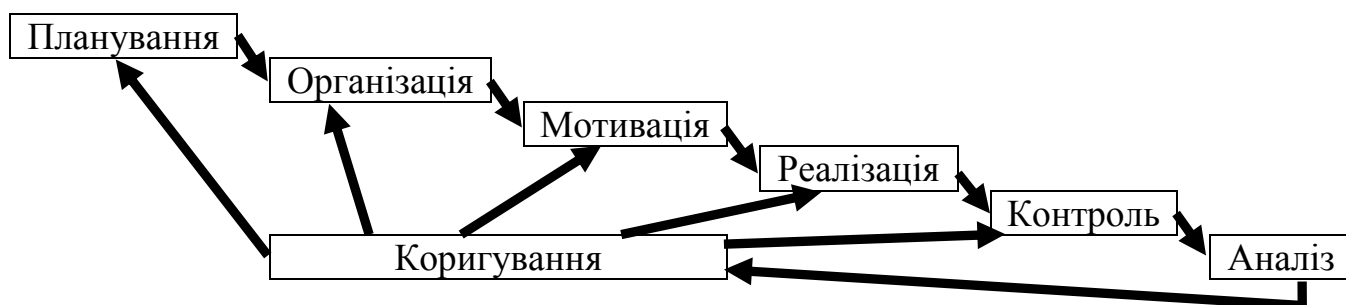 Планування
Організація
Мотивація
Реалізація
Контроль
Коригування
Аналіз